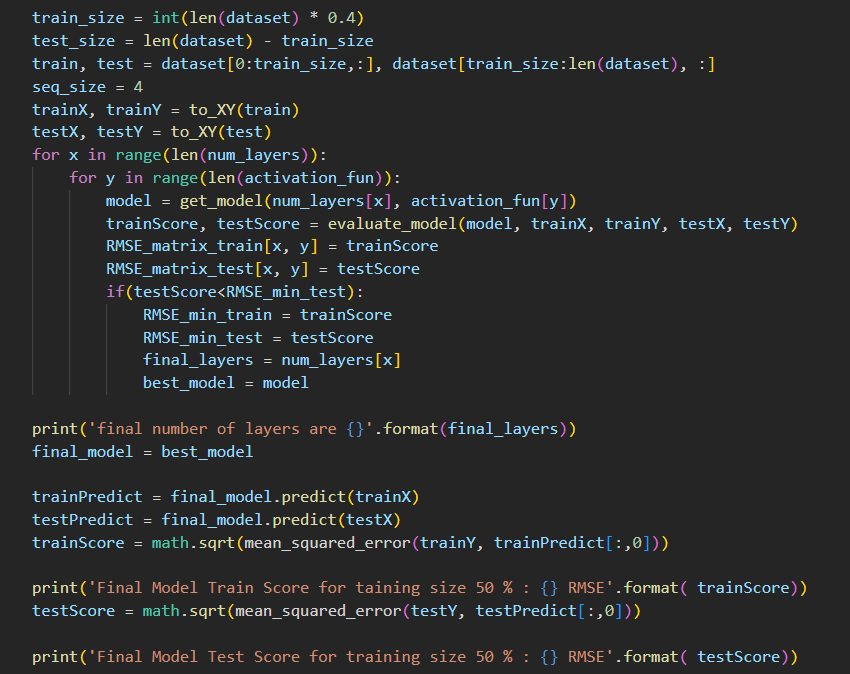 train_size = int(len(dataset) * 0.4)
test_size = len(dataset) - train_size
train, test = dataset[0:train_size,:], dataset[train_size:len(dataset), :]
seq_size = 4
trainX, trainY = to_XY(train)
testX, testY = to_XY(test)
for x in range(len(num_layers)):
    for y in range(len(activation_fun)):
        model = get_model(num_layers[x], activation_fun[y])
        trainScore, testScore = evaluate_model(model, trainX, trainY, testX, testY)
        RMSE_matrix_train[x, y] = trainScore
        RMSE_matrix_test[x, y] = testScore
        if(testScore<RMSE_min_test):
            RMSE_min_train = trainScore
            RMSE_min_test = testScore
            final_layers = num_layers[x]
            best_model = model
print('final number of layers are {}'.format(final_layers))
final_model = best_model
trainPredict = final_model.predict(trainX)
testPredict = final_model.predict(testX)
trainScore = math.sqrt(mean_squared_error(trainY, trainPredict[:,0]))
print('Final Model Train Score for taining size 50 % : {} RMSE'.format( trainScore))
testScore = math.sqrt(mean_squared_error(testY, testPredict[:,0]))
print('Final Model Test Score for training size 50 % : {} RMSE'.format( testScore))